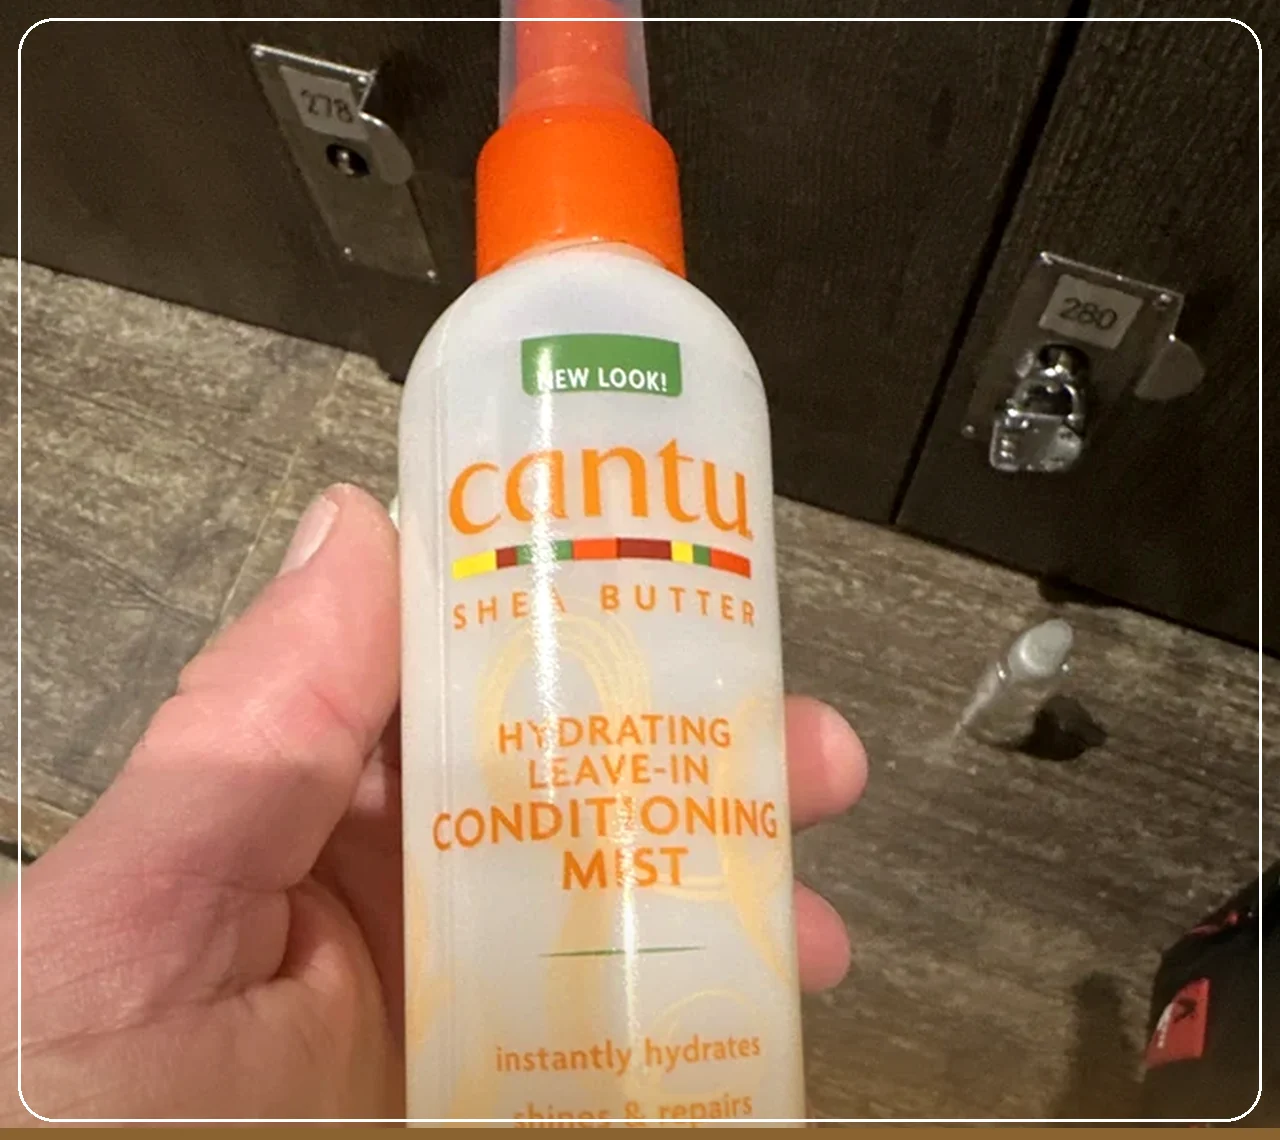 278
280
NEW LOOK!
cantu
SHEA BUTTER
HYDRATING
LEAVE-IN
CONDITIONING
MIST
instantly hydrates
shines & repairs